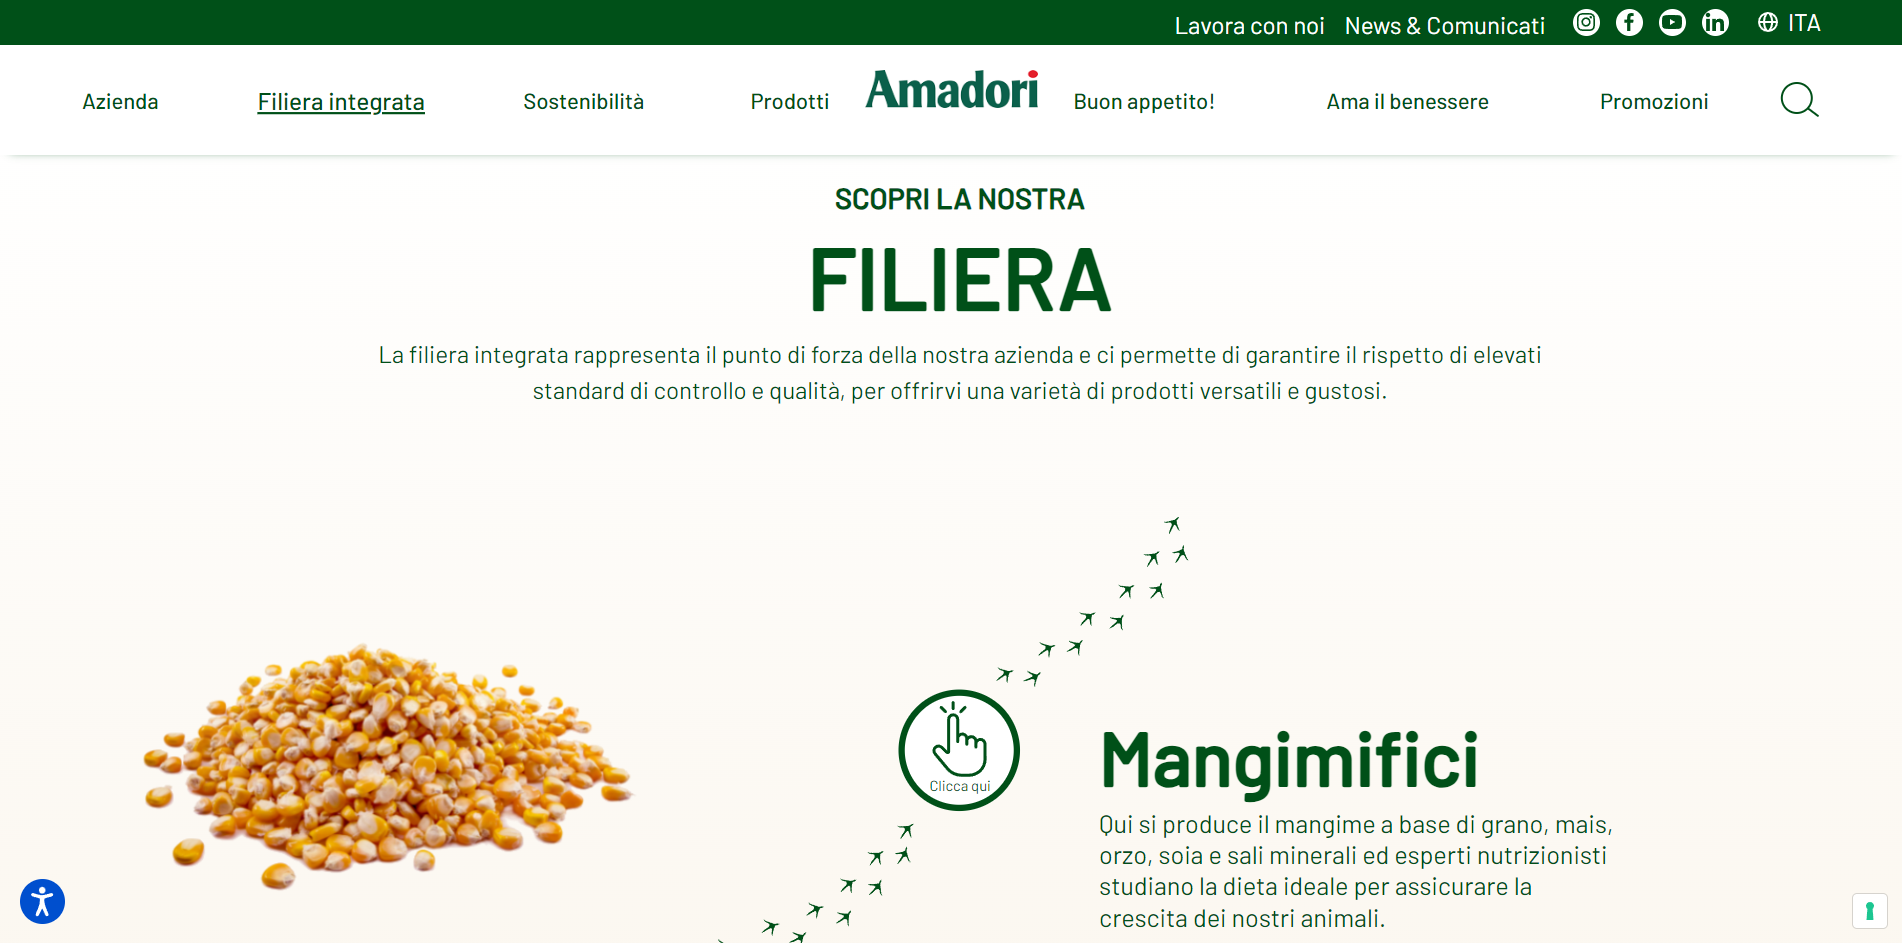 Lavora con noi News & Comunicati ITA
Azienda Filiera integrata Sostenibilità Prodotti Amadori Buon appetito! Ama il benessere Promozioni
SCOPRI LA NOSTRA
FILIERA
La filiera integrata rappresenta il punto di forza della nostra azienda e ci permette di garantire il rispetto di elevati
standard di controllo e qualità, per offrirvi una varietà di prodotti versatili e gustosi.
Clicca qui
Mangimifici
Qui si produce il mangime a base di grano, mais,
orzo, soia e sali minerali ed esperti nutrizionisti
studiano la dieta ideale per assicurare la
crescita dei nostri animali.